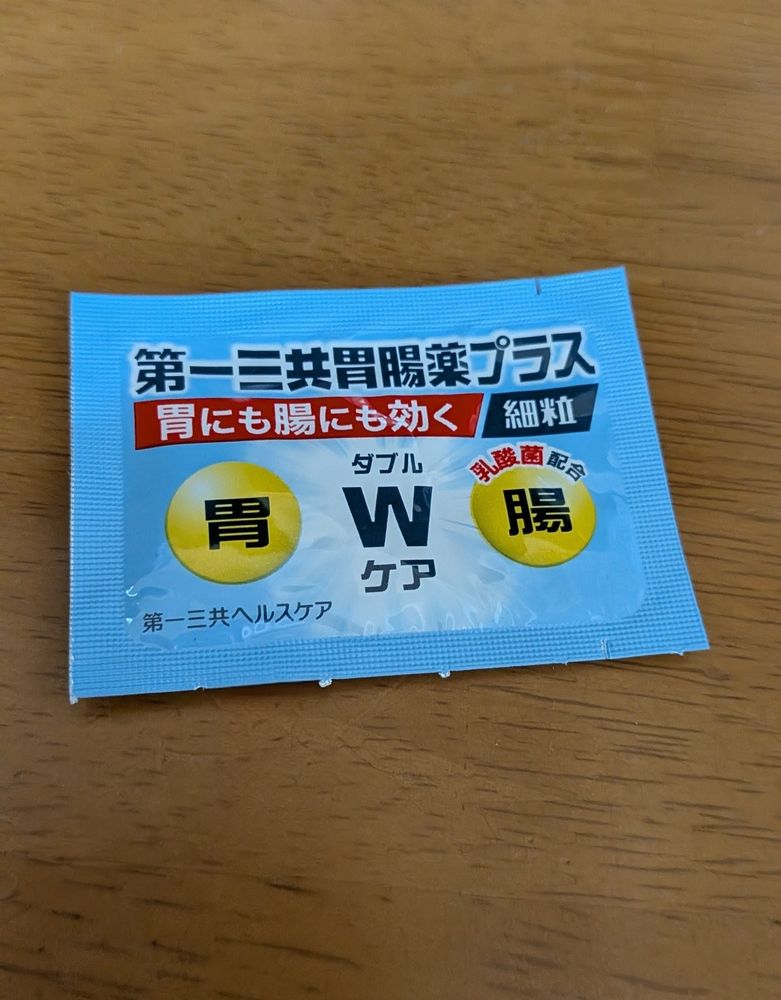 第一三共胃腸薬プラス
胃にも腸にも効く 細粒
ダブル
W
ケア
胃
乳酸菌配合
腸
第一三共ヘルスケア